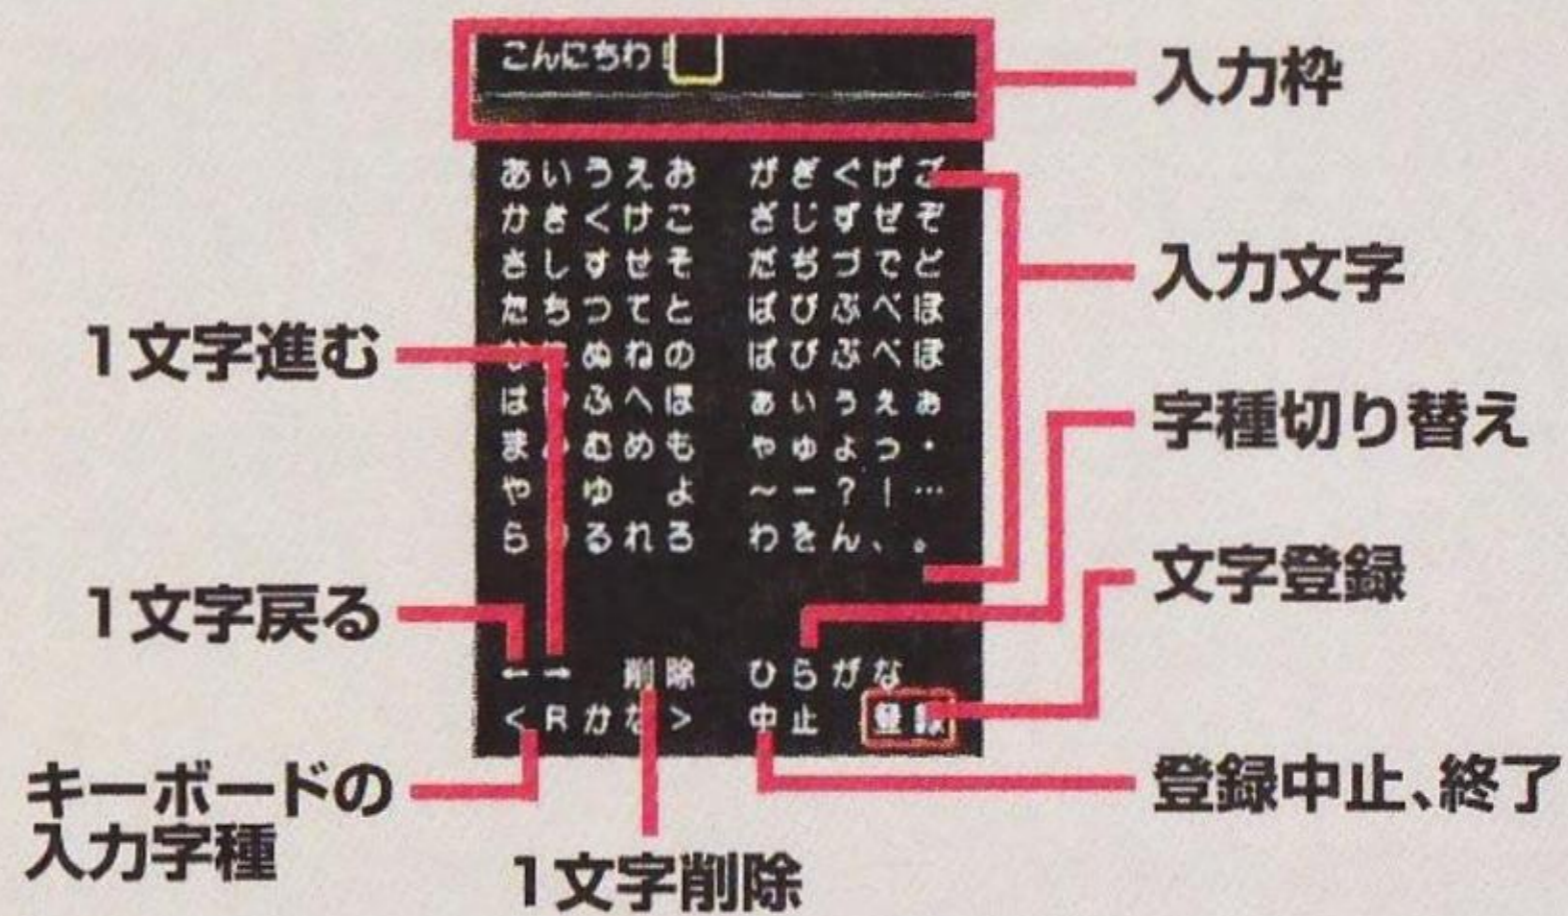 こんにちわ!
入力枠
あいうえお がぎぐげご
かきくけこ ざじずぜぞ
さしすせそ だぢづでど
たちつてと ばびぶべぼ
ぬねの ぱぴぷぺぽ
は ふへほ ぁぃぅぇぉ
ま むめも ゃゅょっ・
や ゆ よ ～ー?!…
ら るれろ わをん、。
←→ 削除 ひらがな
<Rかな> 中止 登録
入力文字
字種切り替え
文字登録
登録中止、終了
1文字進む
1文字戻る
キーボードの
入力字種
1文字削除